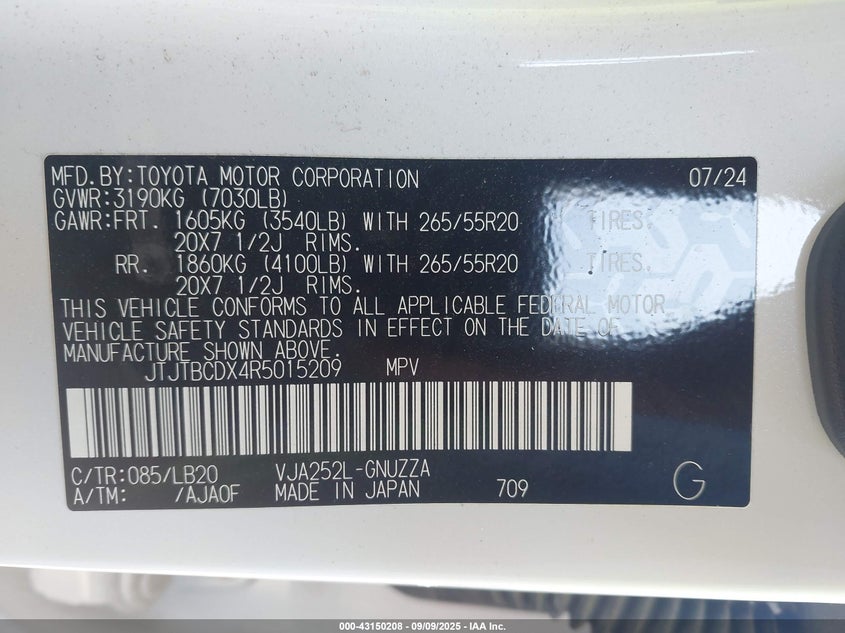 MFD.BY:TOYOTA MOTOR CORPORATION 07/24
GVWR:3190KG (7030LB)
GAWR:FRT. 1605KG (3540LB) WITH 265/55R20 TIRES.
20X7 1/2J RIMS.
RR. 1860KG (4100LB) WITH 265/55R20 TIRES.
20X7 1/2J RIMS.
THIS VEHICLE CONFORMS TO ALL APPLICABLE FEDERAL MOTOR
VEHICLE SAFETY STANDARDS IN EFFECT ON THE DATE OF
MANUFACTURE SHOWN ABOVE.
JTJTBCDX4R5015209 MPV
C/TR:085/LB20 VJA252L-GNUZZA
A/TM: /AJA0F MADE IN JAPAN 709 G
000-43150208 - 09/09/2025 - IAA Inc.